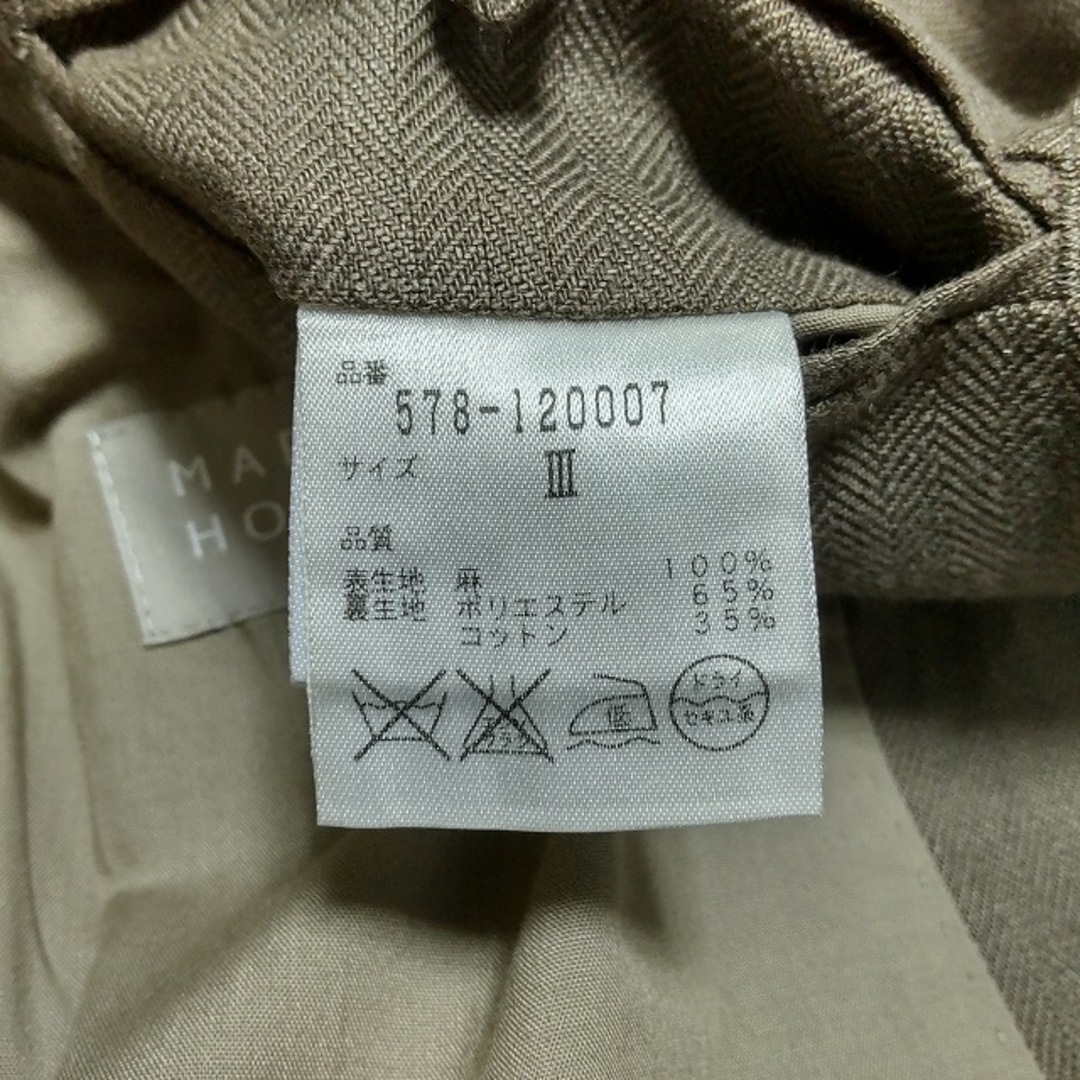 品番
578-120007
サイズ III
品質
表生地 麻 100%
裏生地 ポリエステル 65%
コットン 35%
低
ドライ
セキユ系
MA
HO